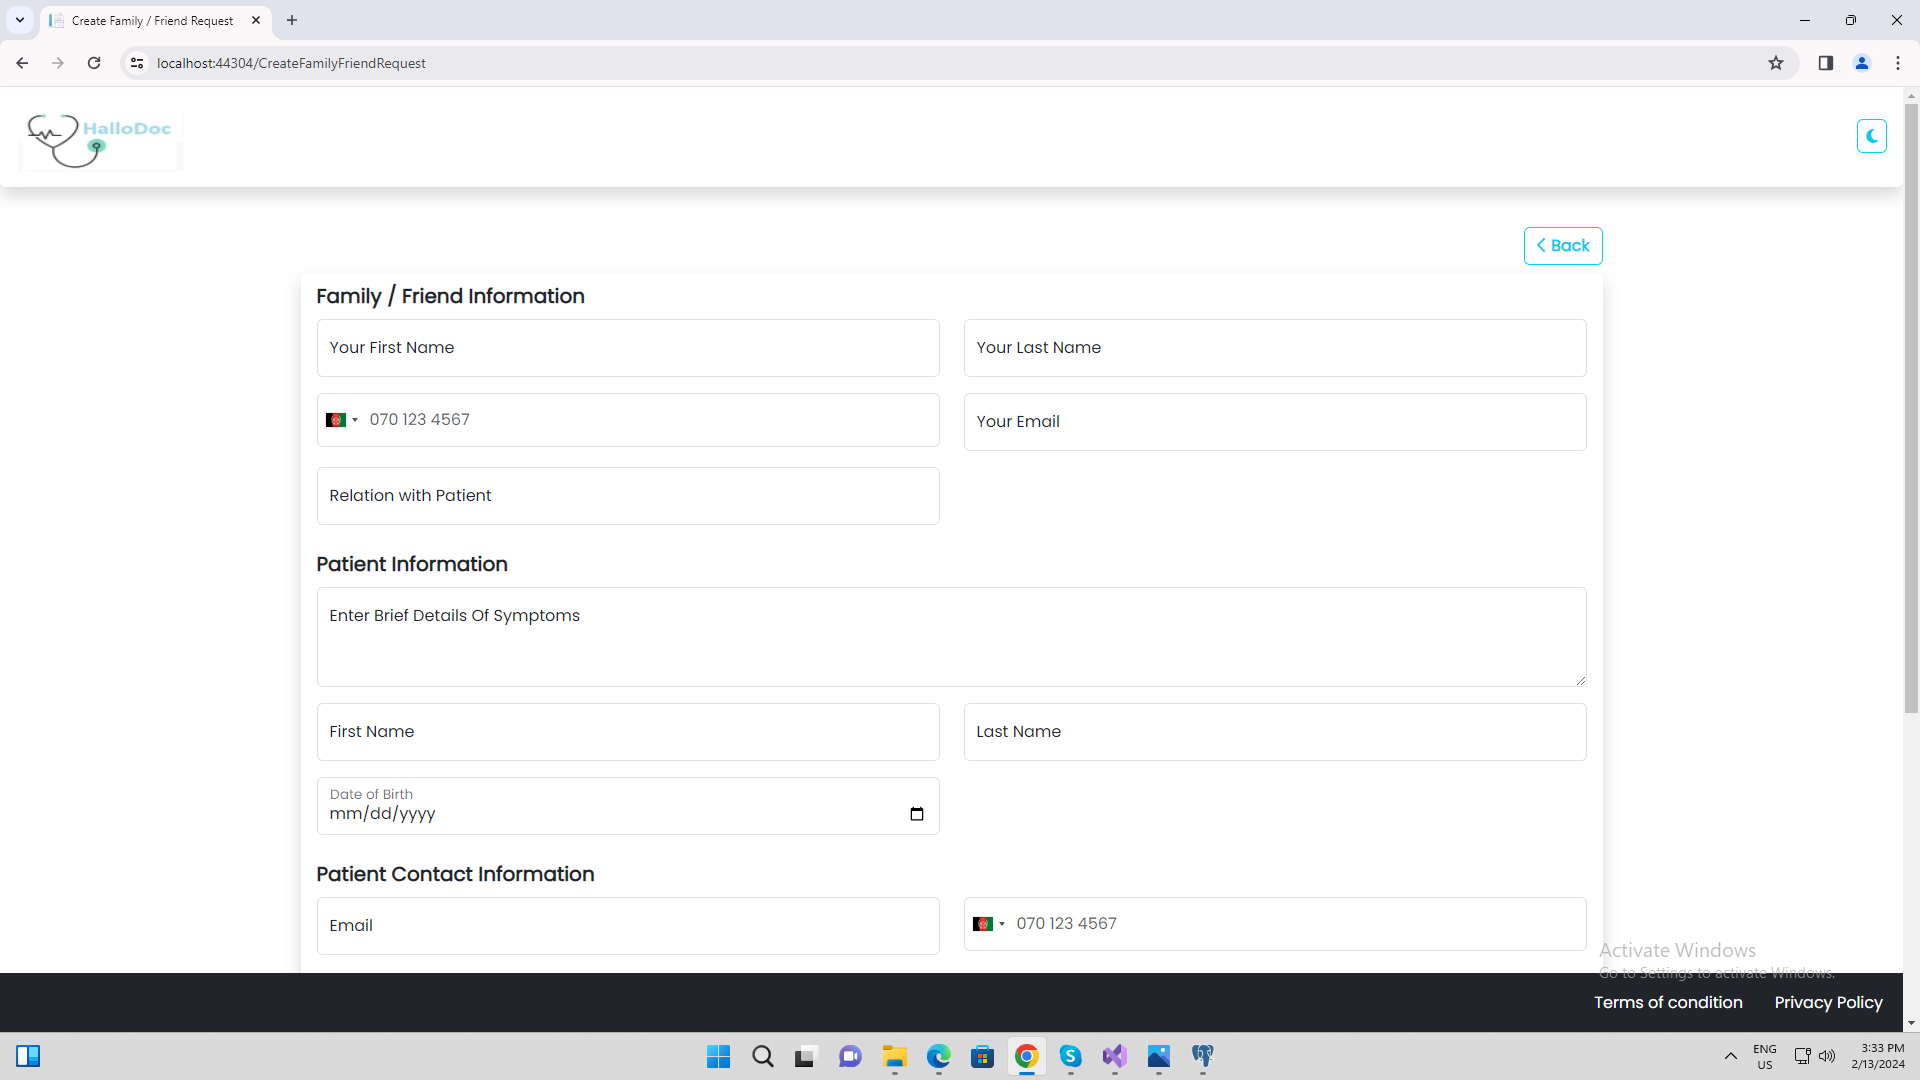 Create Family / Friend Request
localhost:44304/CreateFamilyFriendRequest
HalloDoc
Back
Family / Friend Information
Your First Name
Your Last Name
070 123 4567
Your Email
Relation with Patient
Patient Information
Enter Brief Details Of Symptoms
First Name
Last Name
Date of Birth
mm/dd/yyyy
Patient Contact Information
Email
070 123 4567
Activate Windows
Go to Settings to activate Windows.
Terms of condition
Privacy Policy
ENG
US
3:33 PM
2/13/2024